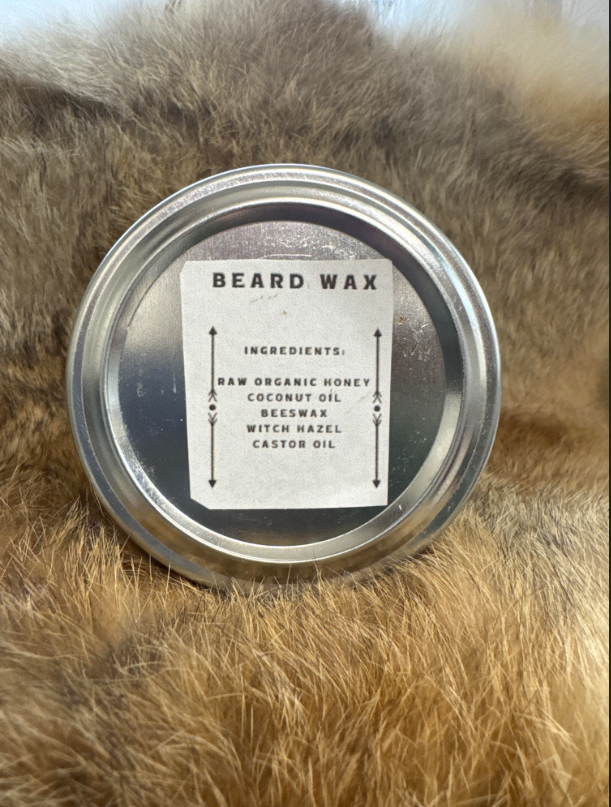 BEARD WAX
INGREDIENTS:
RAW ORGANIC HONEY
COCONUT OIL
BEESWAX
WITCH HAZEL
CASTOR OIL